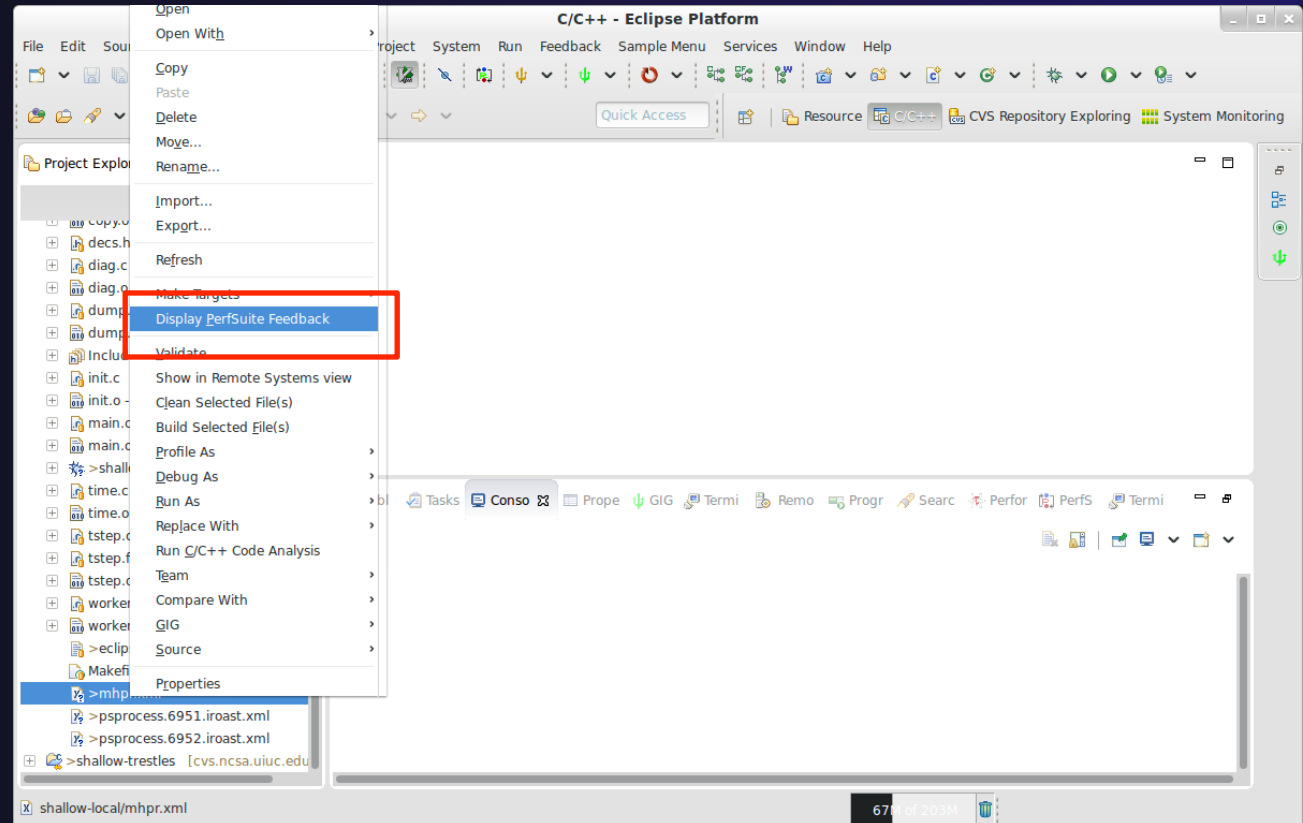 C/C++ - Eclipse Platform
File Edit Sou roject System Run Feedback Sample Menu Services Window Help
Quick Access
Resource C/C++ CVS Repository Exploring System Monitoring
Project Explo
Open
Open With
Copy
Paste
Delete
Move...
Rename...
Import...
Export...
Refresh
Make Targets
Display PerfSuite Feedback
Validate
Show in Remote Systems view
Clean Selected File(s)
Build Selected File(s)
Profile As
Debug As
Run As
Replace With
Run C/C++ Code Analysis
Team
Compare With
GIG
Source
Properties
copy.o
decs.h
diag.c
diag.o
dump.
dump.
Includ
init.c
init.o -
main.c
main.o
>shall
time.c
time.o
tstep.c
tstep.f
tstep.o
worker
worker
>eclip
Makefi
>mhpr.xml
>psprocess.6951.iroast.xml
>psprocess.6952.iroast.xml
>shallow-trestles [cvs.ncsa.uiuc.edu
bl Tasks Conso Prope GIG Termi Remo Progr Searc Perfor PerfS Termi
shallow-local/mhpr.xml
67M of 203M